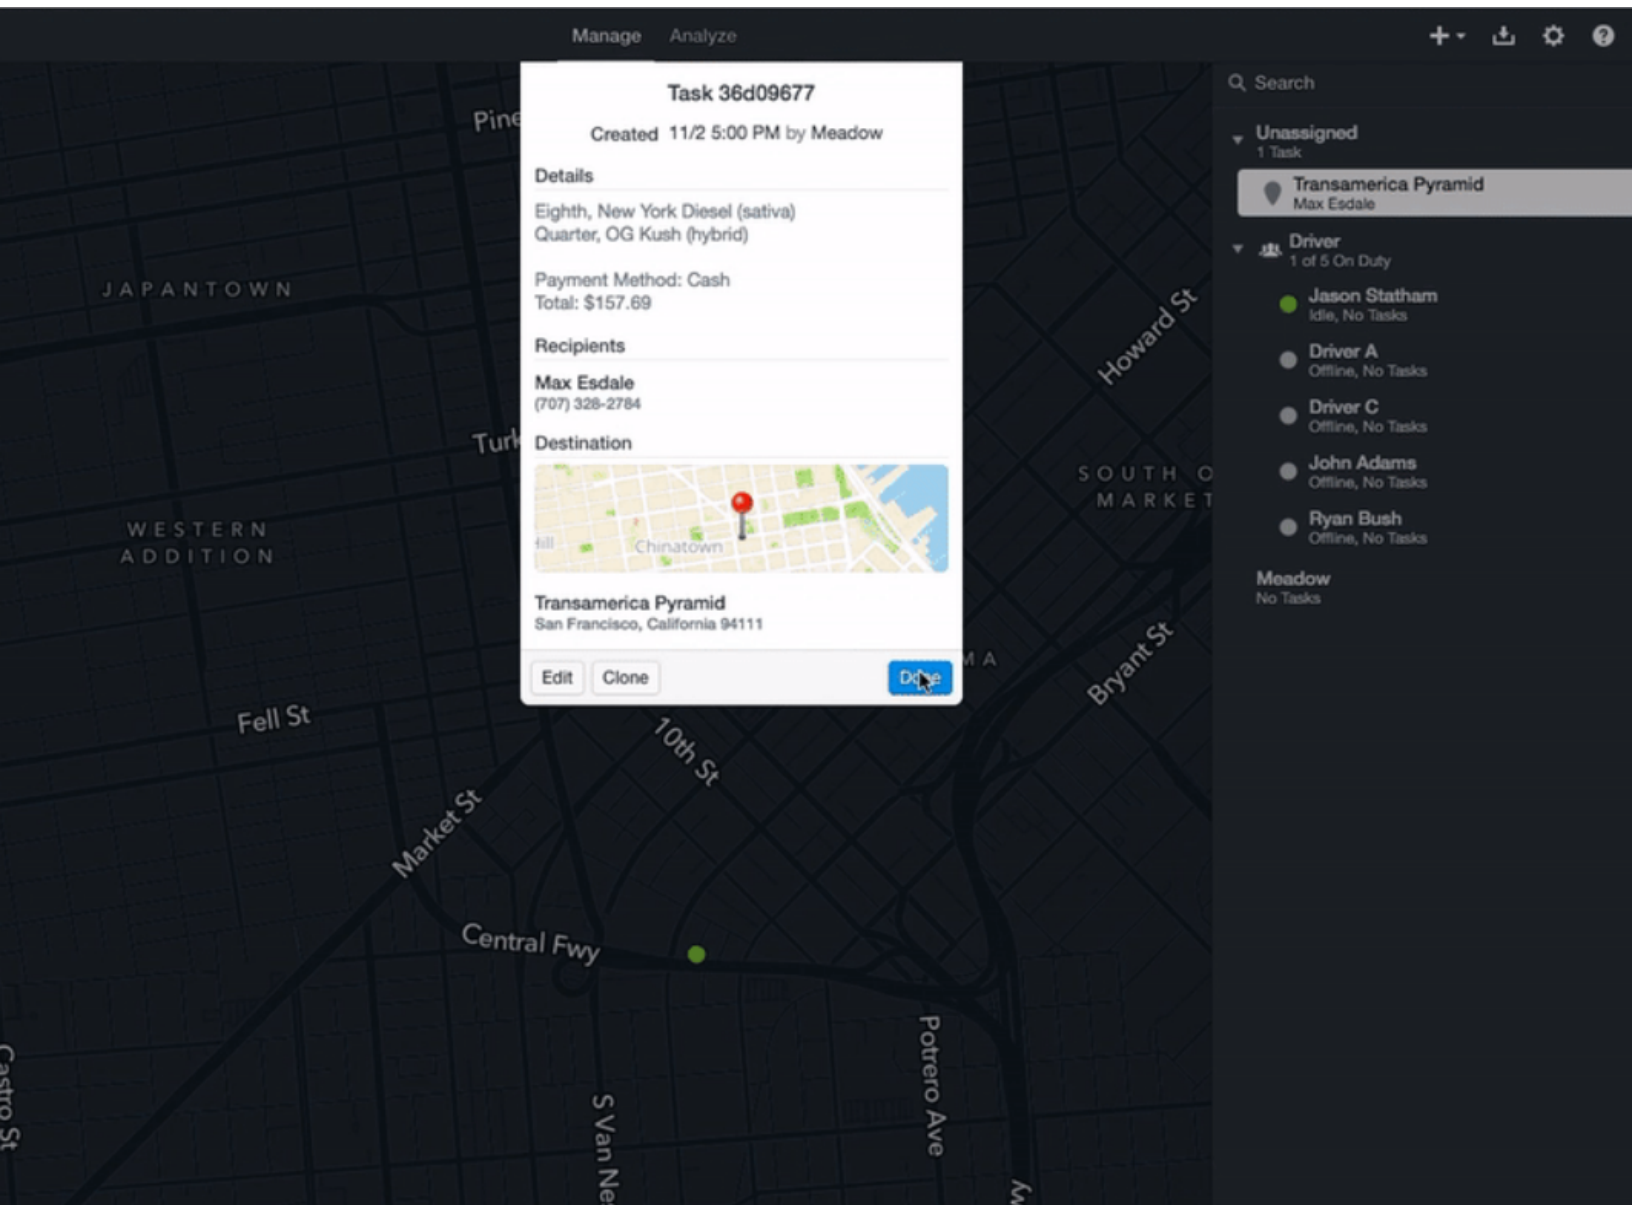 Manage Analyze
Task 36d09677
Created 11/2 5:00 PM by Meadow
Details
Eighth, New York Diesel (sativa)
Quarter, OG Kush (hybrid)
Payment Method: Cash
Total: $157.69
Recipients
Max Esdale
(707) 328-2784
Destination
Chinatown
Transamerica Pyramid
San Francisco, California 94111
Edit Clone Done
Search
Unassigned
1 Task
Transamerica Pyramid
Max Esdale
Driver
1 of 5 On Duty
Jason Statham
Idle, No Tasks
Driver A
Offline, No Tasks
Driver C
Offline, No Tasks
John Adams
Offline, No Tasks
Ryan Bush
Offline, No Tasks
Meadow
No Tasks
Pine
JAPANTOWN
Turk
Howard St
SOUTH O
MARKET
WESTERN
ADDITION
MA
Bryant St
Fell St
10th St
Market St
Central Fwy
Potrero Ave
Castro St
S Van Nes